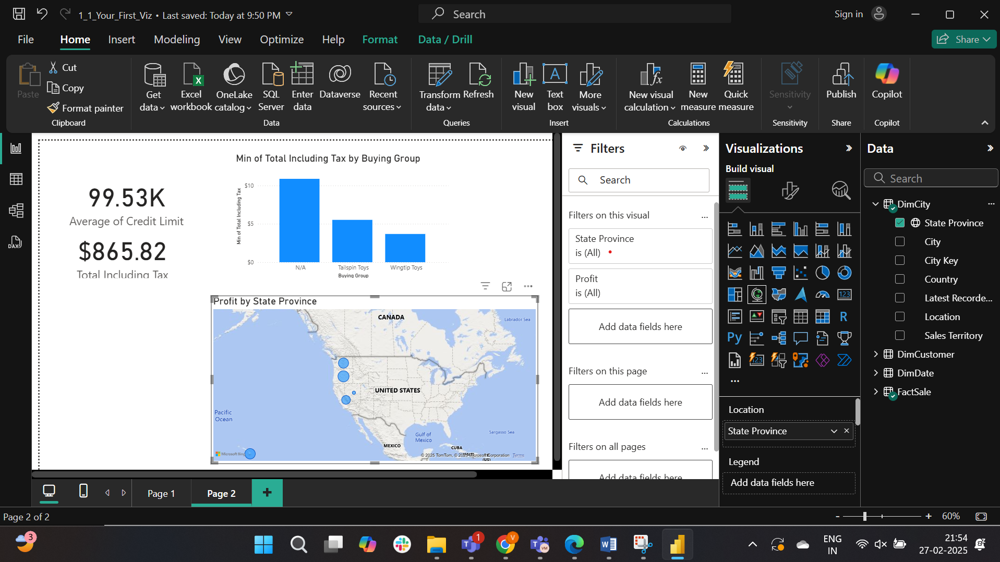 1_1_Your_First_Viz • Last saved: Today at 9:50 PM
Search
Sign in
File
Home
Insert
Modeling
View
Optimize
Help
Format
Data / Drill
Share
Paste
Cut
Copy
Format painter
Clipboard
Get data
Excel workbook
OneLake catalog
SQL Server
Enter data
Dataverse
Recent sources
Data
Transform data
Refresh
Queries
New visual
Text box
More visuals
Insert
New visual calculation
New measure
Quick measure
Calculations
Sensitivity
Sensitivity
Publish
Share
Copilot
Copilot
99.53K
Average of Credit Limit
$865.82
Total Including Tax
Min of Total Including Tax by Buying Group
Min of Total Including Tax
$10
$5
$0
N/A
Tailspin Toys
Wingtip Toys
Buying Group
Profit by State Province
CANADA
Labrador Sea
UNITED STATES
Pacific
Ocean
Gulf of
Mexico
Sargasso Sea
MEXICO
CUBA
Microsoft Bing
© 2025 TomTom, © 2025 Microsoft Corporation Terms
(US)
Filters
Search
Filters on this visual
State Province
is (All)
Profit
is (All)
Add data fields here
Filters on this page
Add data fields here
Filters on all pages
Add data fields here
Visualizations
Build visual
123
R
Py
123
Location
State Province
Legend
Add data fields here
Data
Search
DimCity
State Province
City
City Key
Country
Latest Recorde...
Location
Sales Territory
DimCustomer
DimDate
FactSale
DAX
Page 1
Page 2
Page 2 of 2
60%
3
1
V
VM
ENG
IN
21:54
27-02-2025